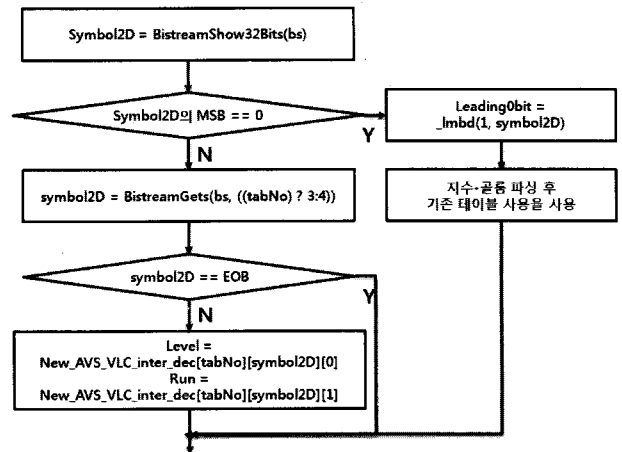 Symbol2D = BistreamShow32Bits(bs)
Symbol2D의 MSB == 0
Y
N
Leading0bit =
_lmbd(1, symbol2D)
symbol2D = BistreamGets(bs, ((tabNo) ? 3:4))
지수-골룸 파싱 후
기존 테이블 사용을 사용
symbol2D == EOB
Y
N
Level =
New_AVS_VLC_inter_dec[tabNo][symbol2D][0]
Run =
New_AVS_VLC_inter_dec[tabNo][symbol2D][1]